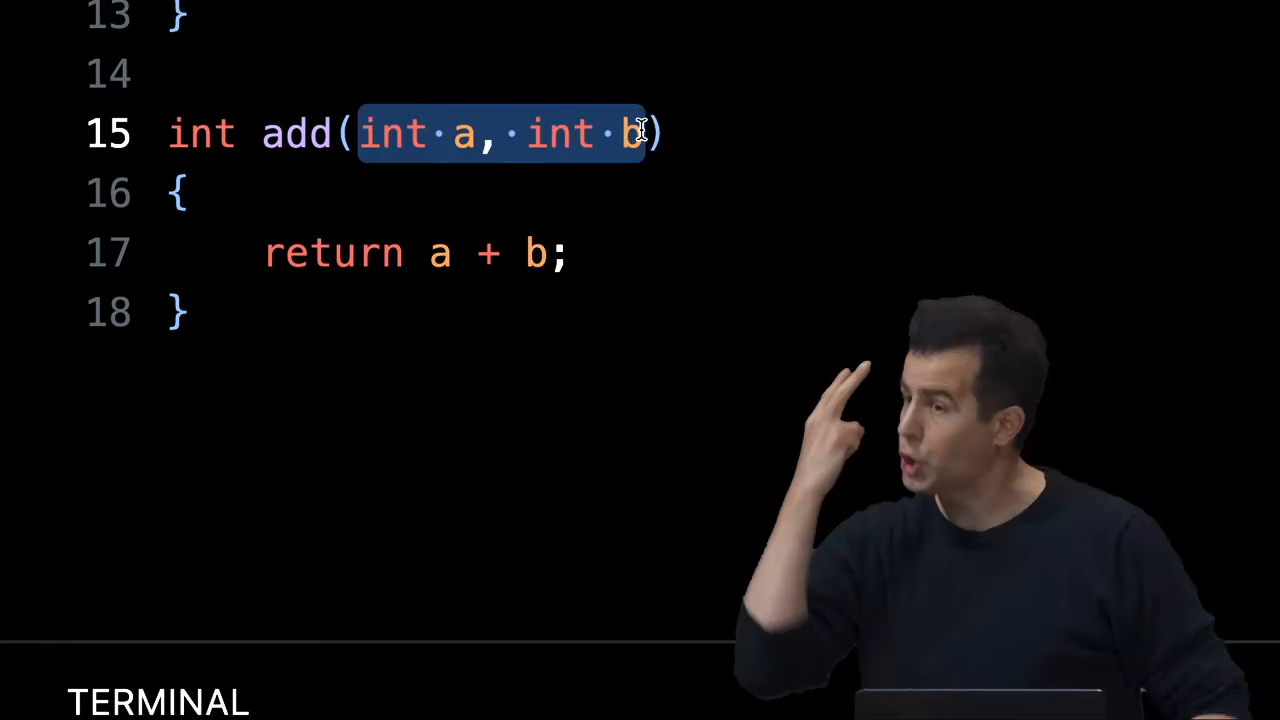 13 }
14
15 int add(int·a,·int·b)
16 {
17     return a + b;
18 }
TERMINAL